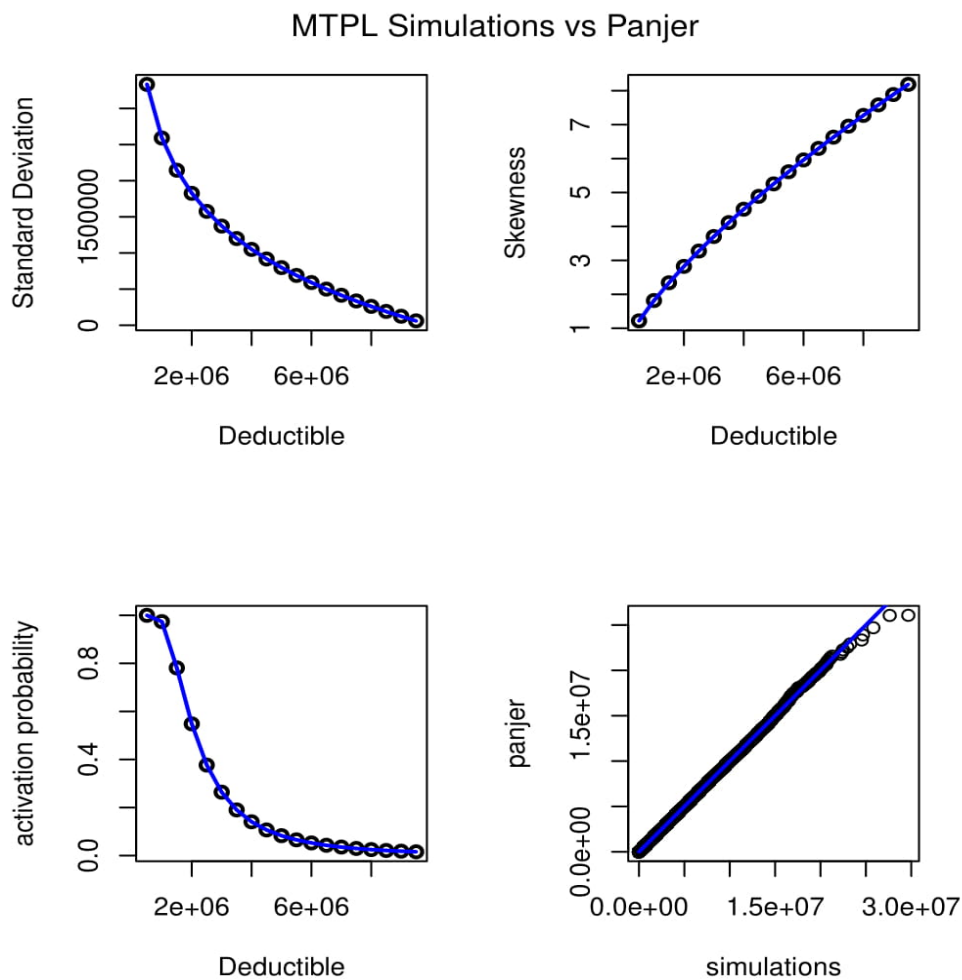 MTPL Simulations vs Panjer
Standard Deviation
0 1500000
2e+06 6e+06
Deductible
Skewness
1 3 5 7
2e+06 6e+06
Deductible
activation probability
0.0 0.4 0.8
2e+06 6e+06
Deductible
panjer
0.0e+00 1.5e+07
0.0e+00 1.5e+07 3.0e+07
simulations